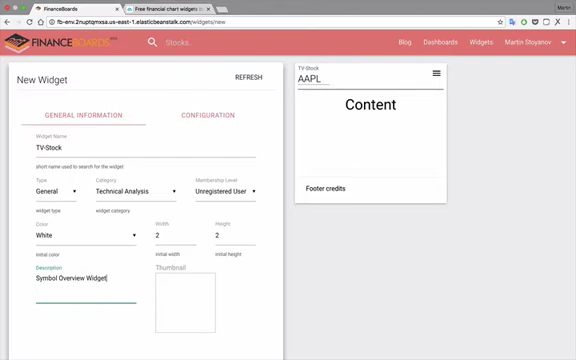 FinanceBoards
Free financial chart widgets b
Martin
fb-env.2nuptqmxsa.us-east-1.elasticbeanstalk.com/widgets/new
FINANCEBOARDS
Stocks.
Blog
Dashboards
Widgets
Martin Stoyanov
New Widget
REFRESH
GENERAL INFORMATION
CONFIGURATION
Widget Name
TV-Stock
short name used to search for the widget
Type
Category
Membership Level
General
Technical Analysis
Unregistered User
widget type
widget category
Color
Width
Height
White
2
2
initial color
initial width
initial height
Description
Thumbnail
Symbol Overview Widget
TV-Stock
AAPL
Content
Footer credits